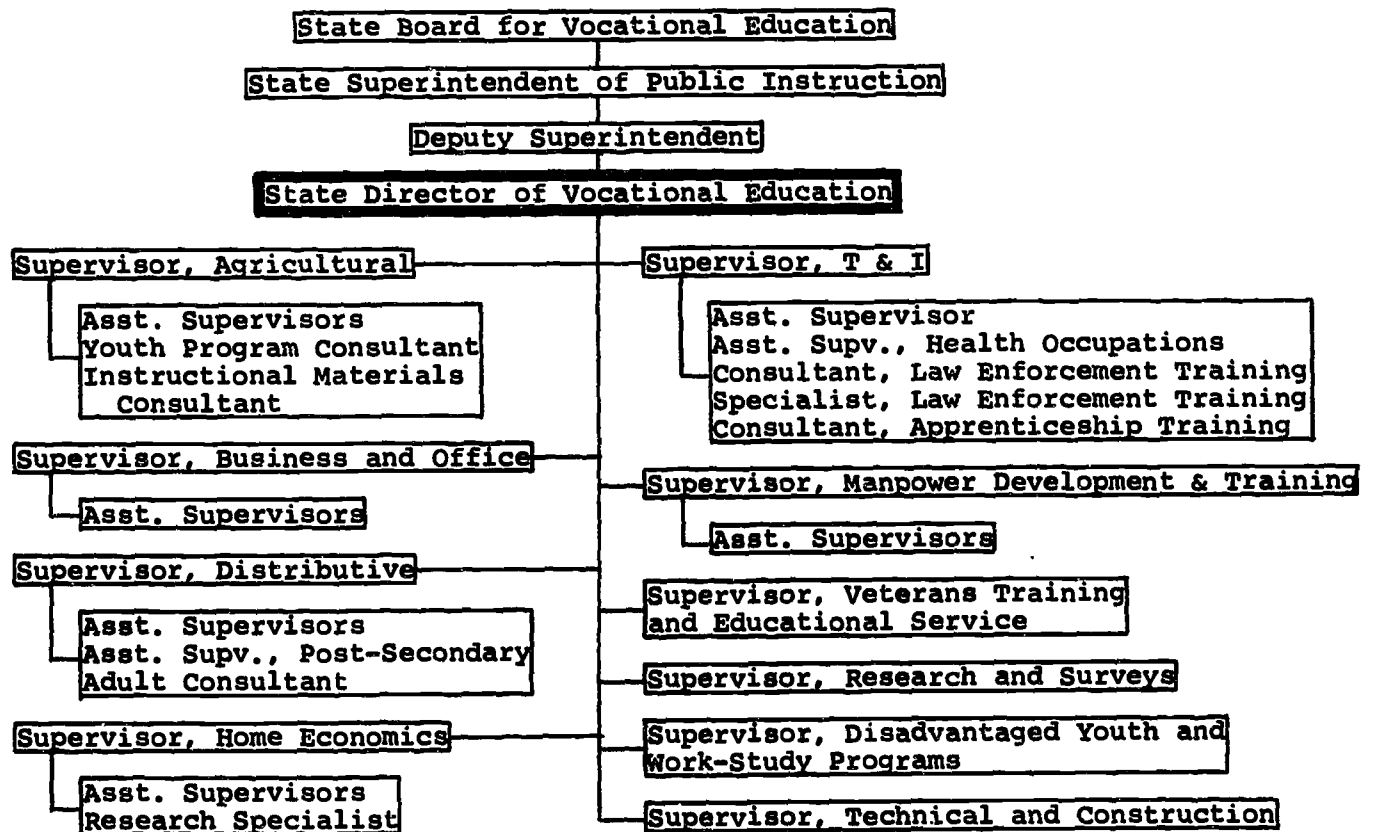 State Board for Vocational Education
State Superintendent of Public Instruction
Deputy Superintendent
State Director of Vocational Education
Supervisor, Agricultural
Asst. Supervisors
Youth Program Consultant
Instructional Materials
Consultant
Supervisor, Business and Office
Asst. Supervisors
Supervisor, Distributive
Asst. Supervisors
Asst. Supv., Post-Secondary
Adult Consultant
Supervisor, Home Economics
Asst. Supervisors
Research Specialist
Supervisor, T & I
Asst. Supervisor
Asst. Supv., Health Occupations
Consultant, Law Enforcement Training
Specialist, Law Enforcement Training
Consultant, Apprenticeship Training
Supervisor, Manpower Development & Training
Asst. Supervisors
Supervisor, Veterans Training
and Educational Service
Supervisor, Research and Surveys
Supervisor, Disadvantaged Youth and
Work-Study Programs
Supervisor, Technical and Construction